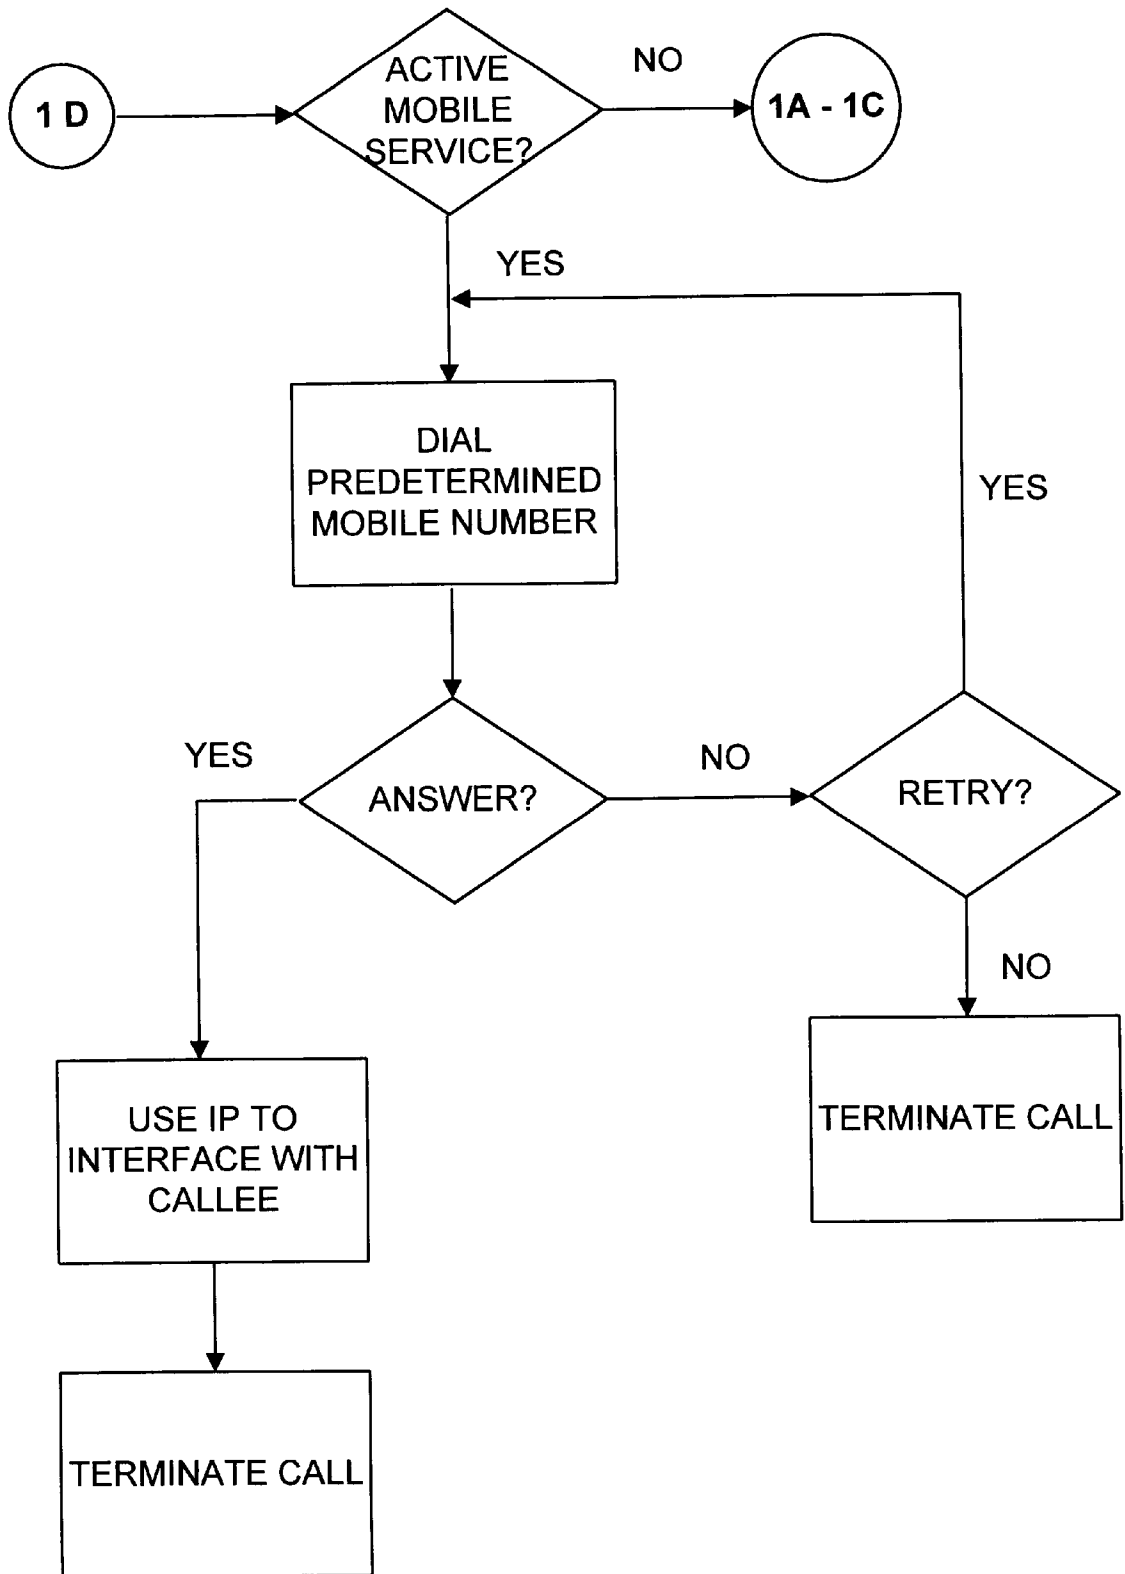 1 D
ACTIVE
MOBILE
SERVICE?
NO
1A - 1C
YES
DIAL
PREDETERMINED
MOBILE NUMBER
YES
YES
ANSWER?
NO
RETRY?
NO
USE IP TO
INTERFACE WITH
CALLEE
TERMINATE CALL
TERMINATE CALL